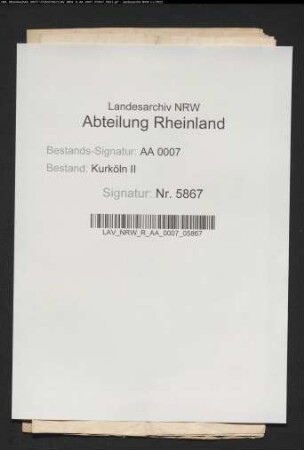 Landesarchiv NRW
Abteilung Rheinland
Bestands-Signatur: AA 0007
Bestand: Kurköln II
Signatur: Nr. 5867
LAV_NRW_R_AA_0007_05867